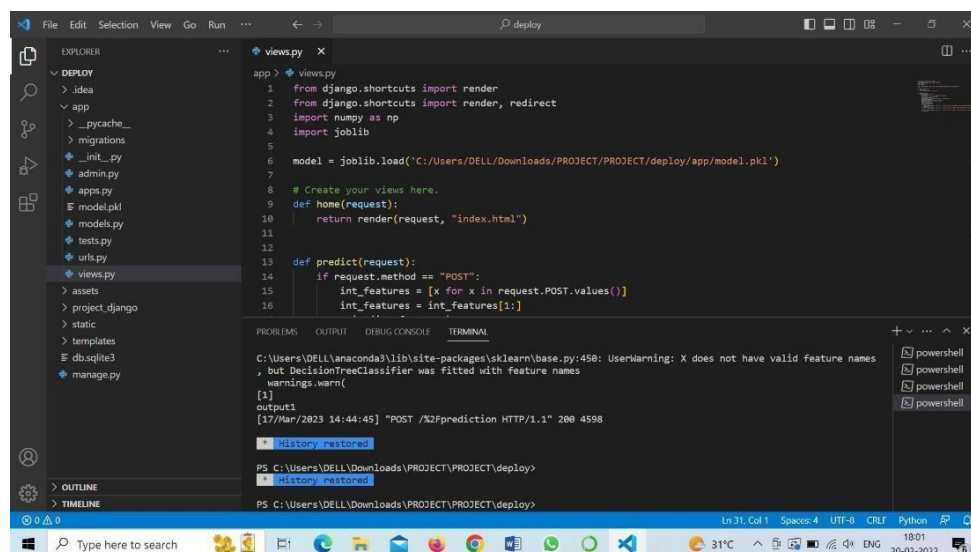 File Edit Selection View Go Run ··· deploy
EXPLORER ···
DEPLOY
.idea
app
__pycache__
migrations
__init__.py
admin.py
apps.py
model.pkl
models.py
tests.py
urls.py
views.py
assets
project_django
static
templates
db.sqlite3
manage.py
OUTLINE
TIMELINE
views.py ×
app > views.py
1 from django.shortcuts import render
2 from django.shortcuts import render, redirect
3 import numpy as np
4 import joblib
5
6 model = joblib.load('C:/Users/DELL/Downloads/PROJECT/PROJECT/deploy/app/model.pkl')
7
8 # Create your views here.
9 def home(request):
10 return render(request, "index.html")
11
12
13 def predict(request):
14 if request.method == "POST":
15 int_features = [x for x in request.POST.values()]
16 int_features = int_features[1:]
PROBLEMS OUTPUT DEBUG CONSOLE TERMINAL
C:\Users\DELL\anaconda3\lib\site-packages\sklearn\base.py:450: UserWarning: X does not have valid feature names
, but DecisionTreeClassifier was fitted with feature names
warnings.warn(
[1]
output1
[17/Mar/2023 14:44:45] "POST /%2Fprediction HTTP/1.1" 200 4598
* History restored
PS C:\Users\DELL\Downloads\PROJECT\PROJECT\deploy>
* History restored
PS C:\Users\DELL\Downloads\PROJECT\PROJECT\deploy>
powershell
powershell
powershell
powershell
0 0 Ln 31, Col 1 Spaces: 4 UTF-8 CRLF Python
Type here to search 31°C ENG 18:01
20-03-2023